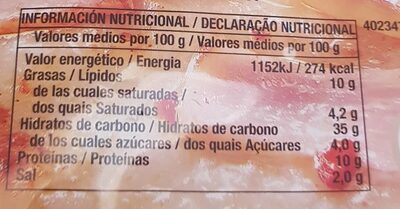 INFORMACIÓN NUTRICIONAL / DECLARAÇÃO NUTRICIONAL
40234
Valores médios por 100 g / Valores médios por 100 g
Valor energético / Energia 1152kJ / 274 kcal
Grasas / Lípidos 10 g
de las cuales saturadas /
dos quais Saturados 4,2 g
Hidratos de carbono / Hidratos de carbono 35 g
de los cuales azúcares / dos quais Açúcares 4,0 g
Proteínas / Proteínas 10 g
Sal 2,0 g